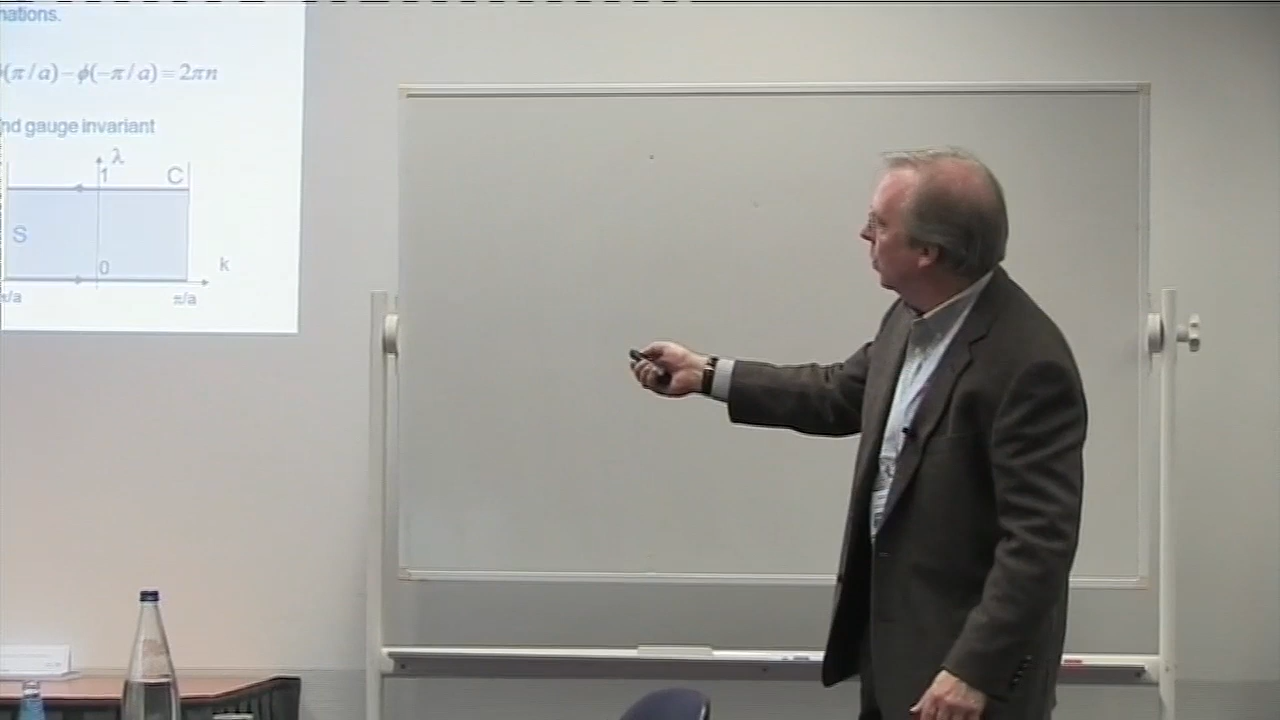 nations.
(π/a)−ϕ(−π/a)=2πn
nd gauge invariant
λ
1
C
S
0
k
π/a
π/a